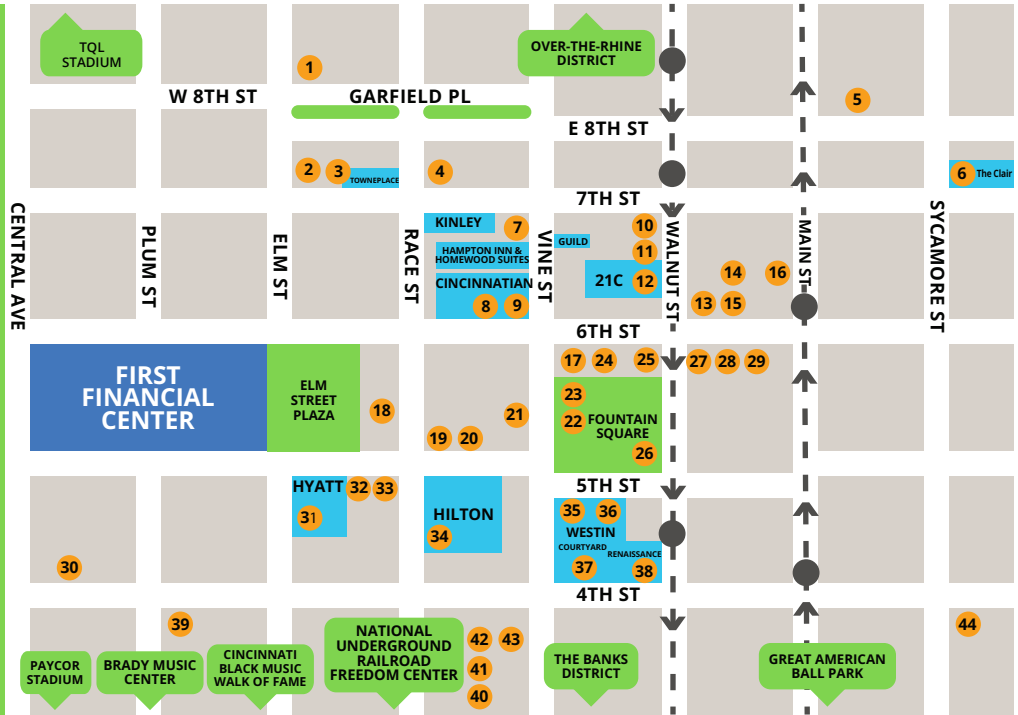 TQL
STADIUM
OVER-THE-RHINE
DISTRICT
1
W 8TH ST
GARFIELD PL
5
E 8TH ST
2
3
TOWNEPLACE
4
6
The Clair
7TH ST
CENTRAL AVE
PLUM ST
ELM ST
RACE ST
VINE ST
WALNUT ST
MAIN ST
SYCAMORE ST
KINLEY
7
HAMPTON INN &
HOMEWOOD SUITES
CINCINNATIAN
8
9
GUILD
10
11
21C
12
14
16
13
15
6TH ST
FIRST
FINANCIAL
CENTER
ELM
STREET
PLAZA
18
19
20
21
17
24
25
27
28
29
23
22
FOUNTAIN
SQUARE
26
5TH ST
HYATT
32
33
31
HILTON
34
35
36
WESTIN
COURTYARD
RENAISSANCE
37
38
30
4TH ST
39
42
43
41
40
44
PAYCOR
STADIUM
BRADY MUSIC
CENTER
CINCINNATI
BLACK MUSIC
WALK OF FAME
NATIONAL
UNDERGROUND
RAILROAD
FREEDOM CENTER
THE BANKS
DISTRICT
GREAT AMERICAN
BALL PARK